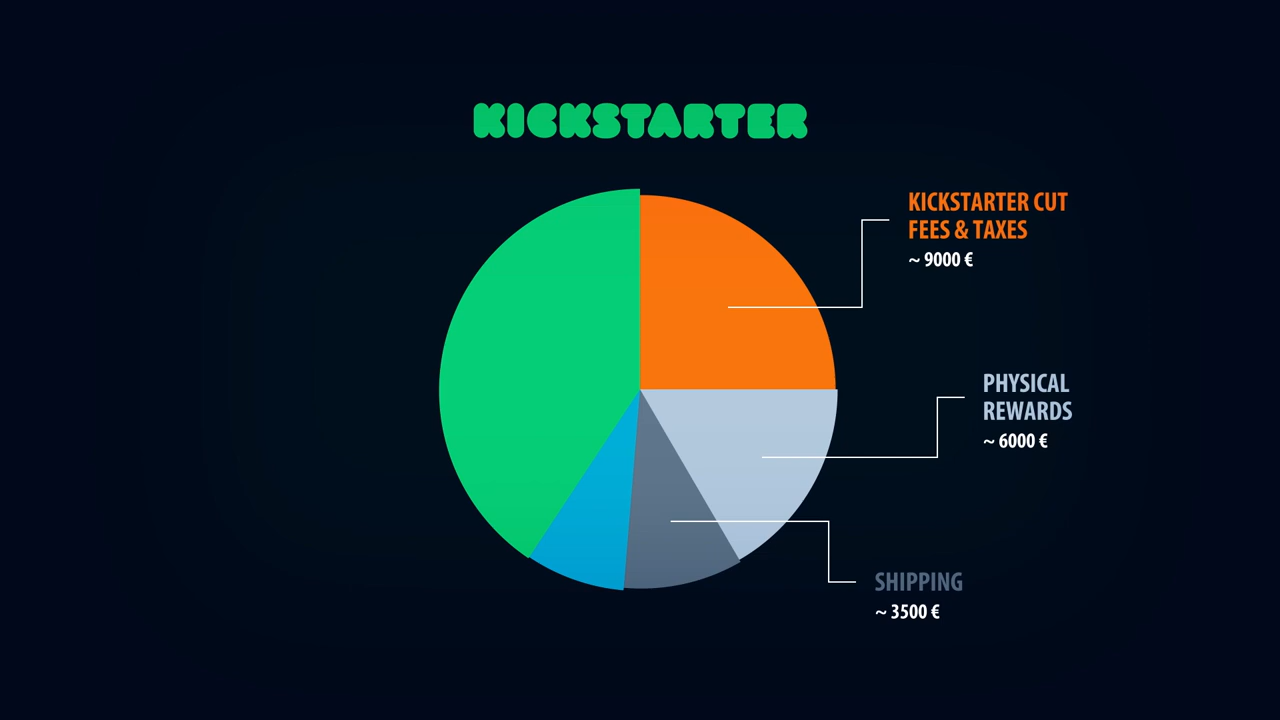 KICKSTARTER
KICKSTARTER CUT
FEES & TAXES
~ 9000 €
PHYSICAL
REWARDS
~ 6000 €
SHIPPING
~ 3500 €